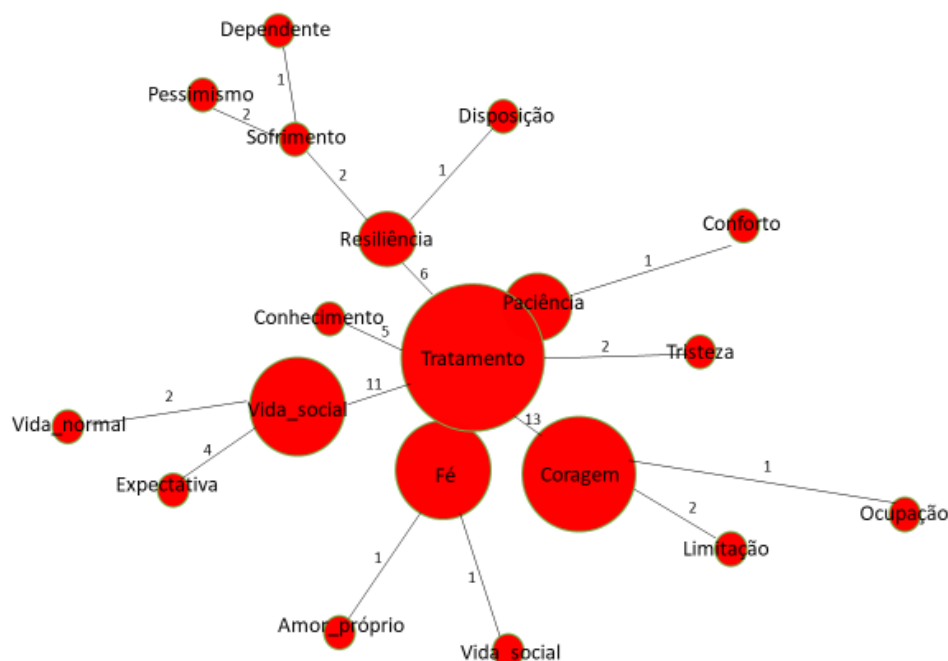 Dependente
1
Pessimismo
2
Sofrimento
Disposição
2
1
Resiliência
Conforto
6
1
Paciência
Conhecimento
5
Tratamento
2
Tristeza
11
Vida_social
2
Vida_normal
13
4
Expectativa
Fé
Coragem
1
2
Ocupação
Limitação
1
1
Amor_próprio
Vida_social